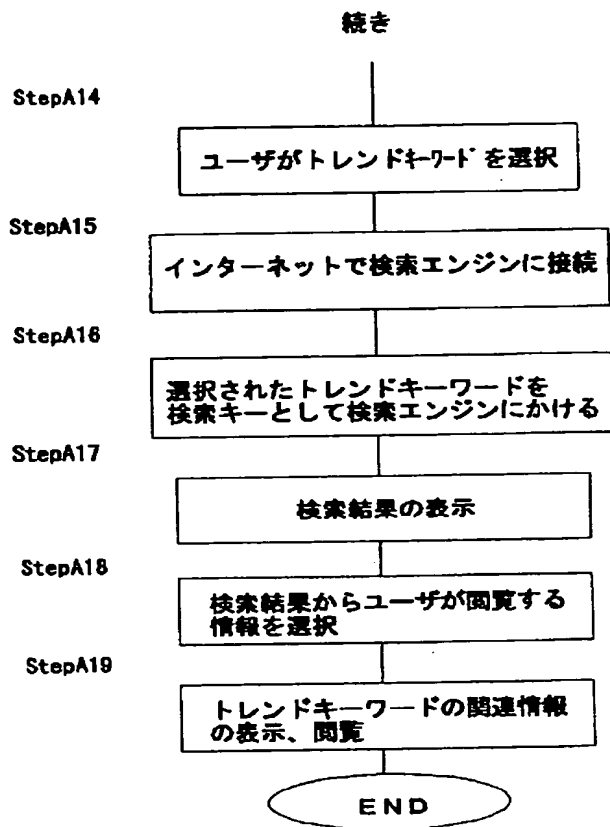 続き
StepA14
ユーザがトレンドｷｰﾜｰﾄﾞを選択
StepA15
インターネットで検索エンジンに接続
StepA16
選択されたトレンドキーワードを
検索キーとして検索エンジンにかける
StepA17
検索結果の表示
StepA18
検索結果からユーザが閲覧する
情報を選択
StepA19
トレンドキーワードの関連情報
の表示、閲覧
END